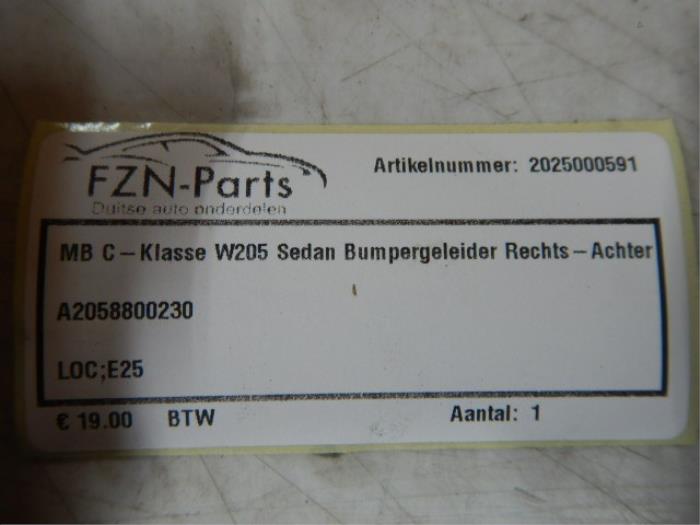 FZN-Parts
Duitse auto onderdelen
Artikelnummer: 2025000591
MB C-Klasse W205 Sedan Bumpergeleider Rechts-Achter
A2058800230
LOC;E25
€ 19.00 BTW Aantal: 1